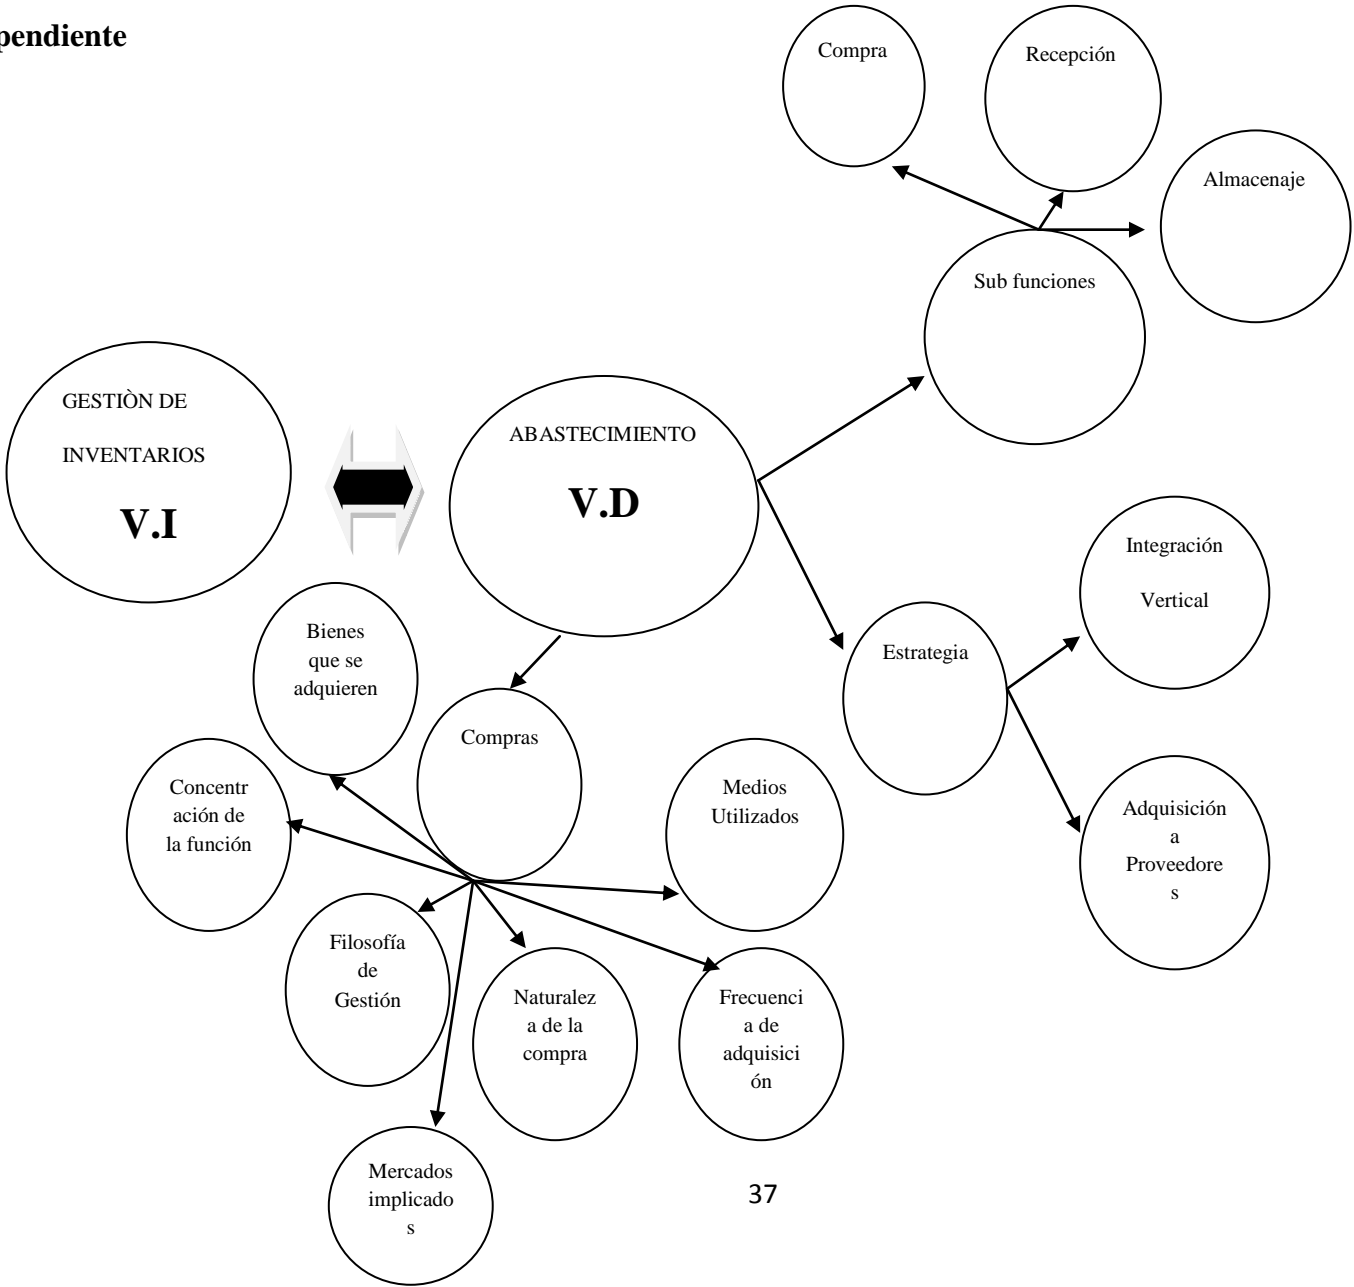 pendiente
Compra
Recepción
Almacenaje
Sub funciones
GESTIÒN DE
INVENTARIOS
V.I
ABASTECIMIENTO
V.D
Integración
Vertical
Estrategia
Bienes
que se
adquieren
Compras
Concentr
ación de
la función
Medios
Utilizados
Adquisición
a
Proveedore
s
Filosofía
de
Gestión
Naturalez
a de la
compra
Frecuenci
a de
adquisici
ón
Mercados
implicado
s
37